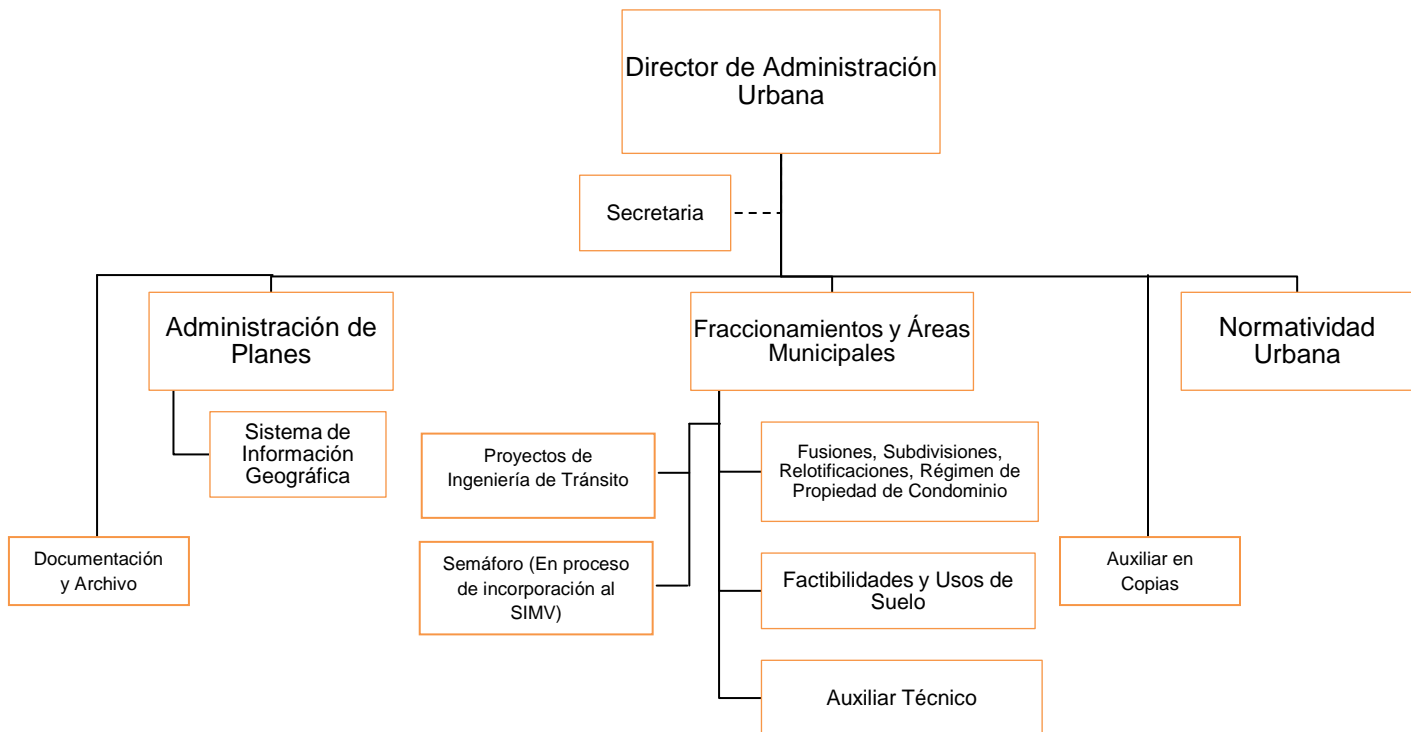 Director de Administración
Urbana
Secretaria
Administración de
Planes
Fraccionamientos y Áreas
Municipales
Normatividad
Urbana
Sistema de
Información
Geográfica
Proyectos de
Ingeniería de Tránsito
Fusiones, Subdivisiones,
Relotificaciones, Régimen de
Propiedad de Condominio
Documentación
y Archivo
Semáforo (En proceso
de incorporación al
SIMV)
Factibilidades y Usos de
Suelo
Auxiliar en
Copias
Auxiliar Técnico